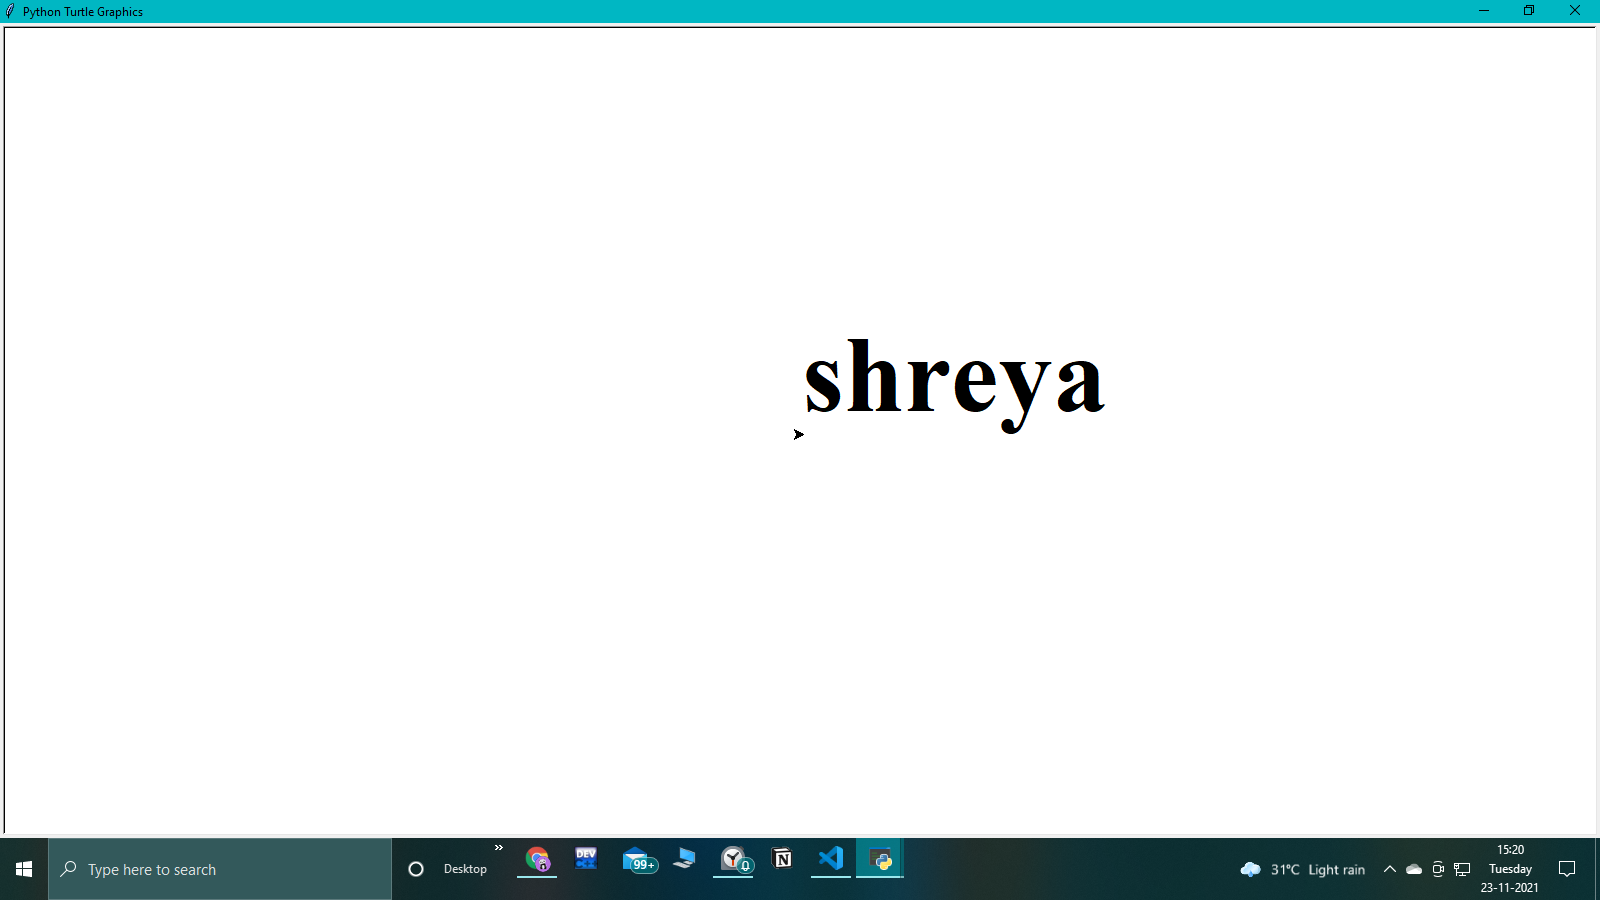 Python Turtle Graphics
shreya
Type here to search
Desktop
»
DEV
99+
0
N
31°C Light rain
15:20
Tuesday
23-11-2021